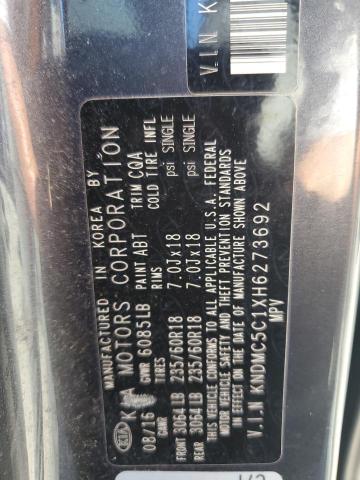 MANUFACTURED IN KOREA BY
KIA MOTORS CORPORATION
08/16 GVWR 6085LB PAINT ABT TRIM CQA
GAWR TIRES RIMS COLD TIRE INFL
FRONT 3064LB 235/60R18 7.0Jx18 psi SINGLE
REAR 3064LB 235/60R18 7.0Jx18 psi SINGLE
THIS VEHICLE CONFORMS TO ALL APPLICABLE U.S.A. FEDERAL
MOTOR VEHICLE SAFETY AND THEFT PREVENTION STANDARDS
IN EFFECT ON THE DATE OF MANUFACTURE SHOWN ABOVE.
V.I.N KNDMC5C1XH6273692
MPV
V.I.N K